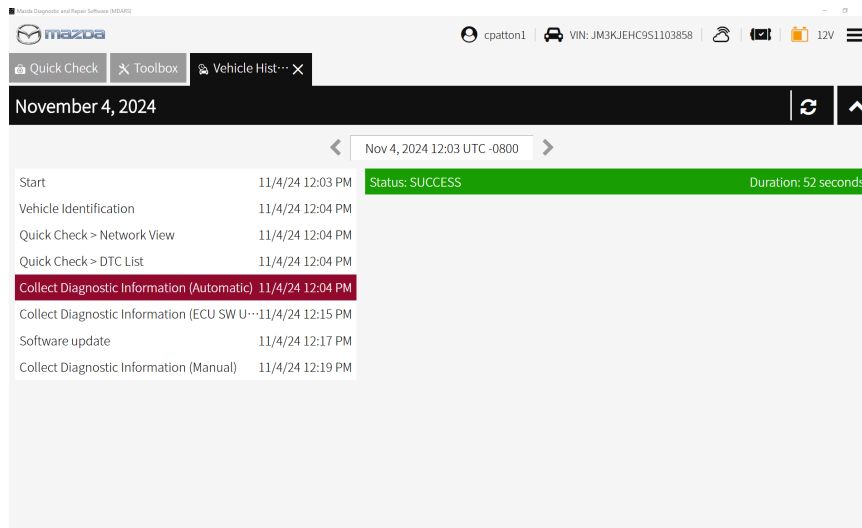 Mazda Diagnostic and Repair Software (MDARS)
mazda
cpatton1
VIN: JM3KJEHC9S1103858
12V
Quick Check
Toolbox
Vehicle Hist···
November 4, 2024
Nov 4, 2024 12:03 UTC -0800
Start 11/4/24 12:03 PM
Status: SUCCESS Duration: 52 seconds
Vehicle Identification 11/4/24 12:04 PM
Quick Check > Network View 11/4/24 12:04 PM
Quick Check > DTC List 11/4/24 12:04 PM
Collect Diagnostic Information (Automatic) 11/4/24 12:04 PM
Collect Diagnostic Information (ECU SW U··· 11/4/24 12:15 PM
Software update 11/4/24 12:17 PM
Collect Diagnostic Information (Manual) 11/4/24 12:19 PM